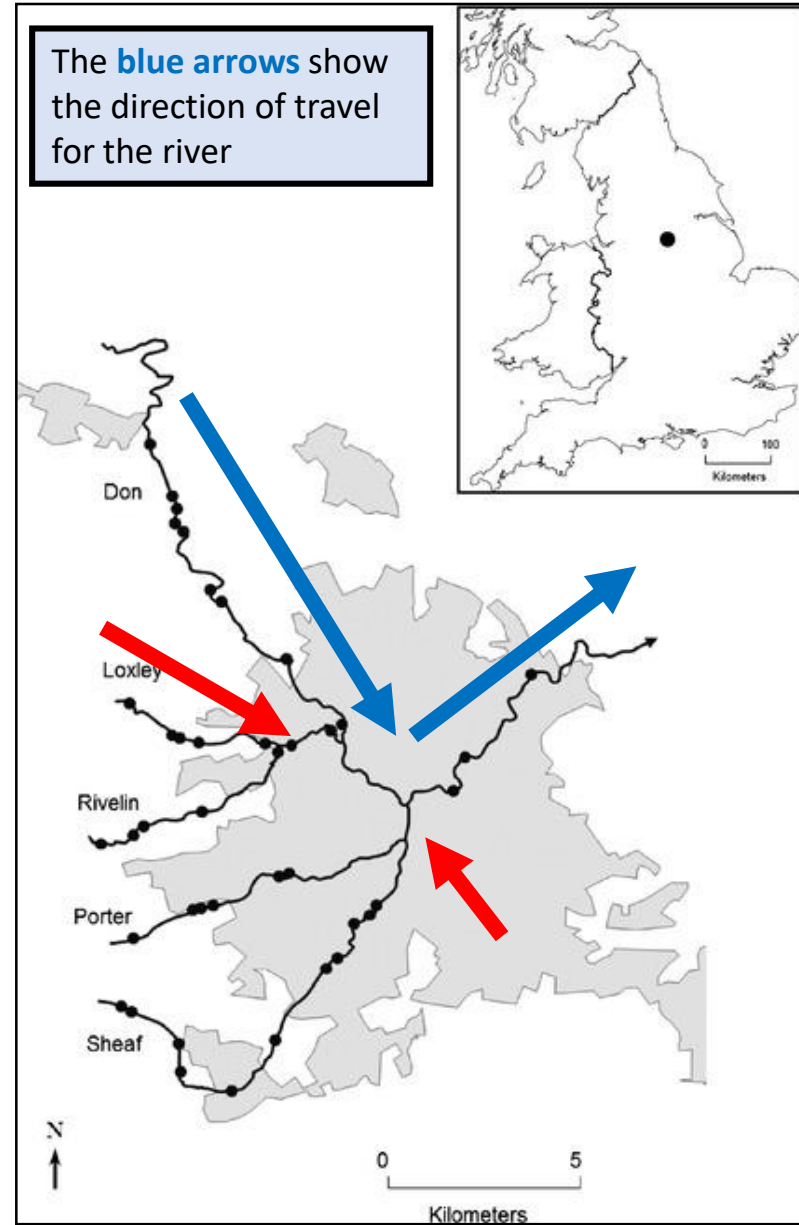 The blue arrows show
the direction of travel
for the river
0 100
Kilometers
Don
Loxley
Rivelin
Porter
Sheaf
N
0 5
Kilometers